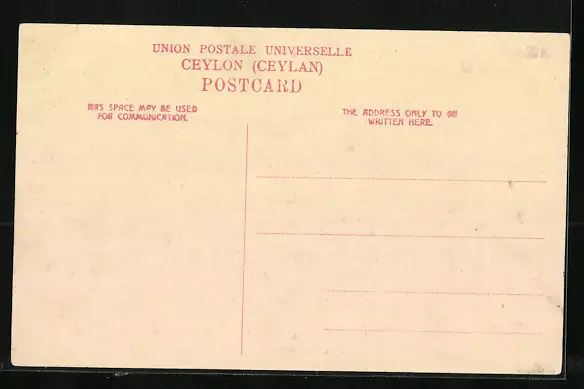 UNION POSTALE UNIVERSELLE
CEYLON (CEYLAN)
POSTCARD
THIS SPACE MAY BE USED
FOR COMMUNICATION.
THE ADDRESS ONLY TO BE
WRITTEN HERE.